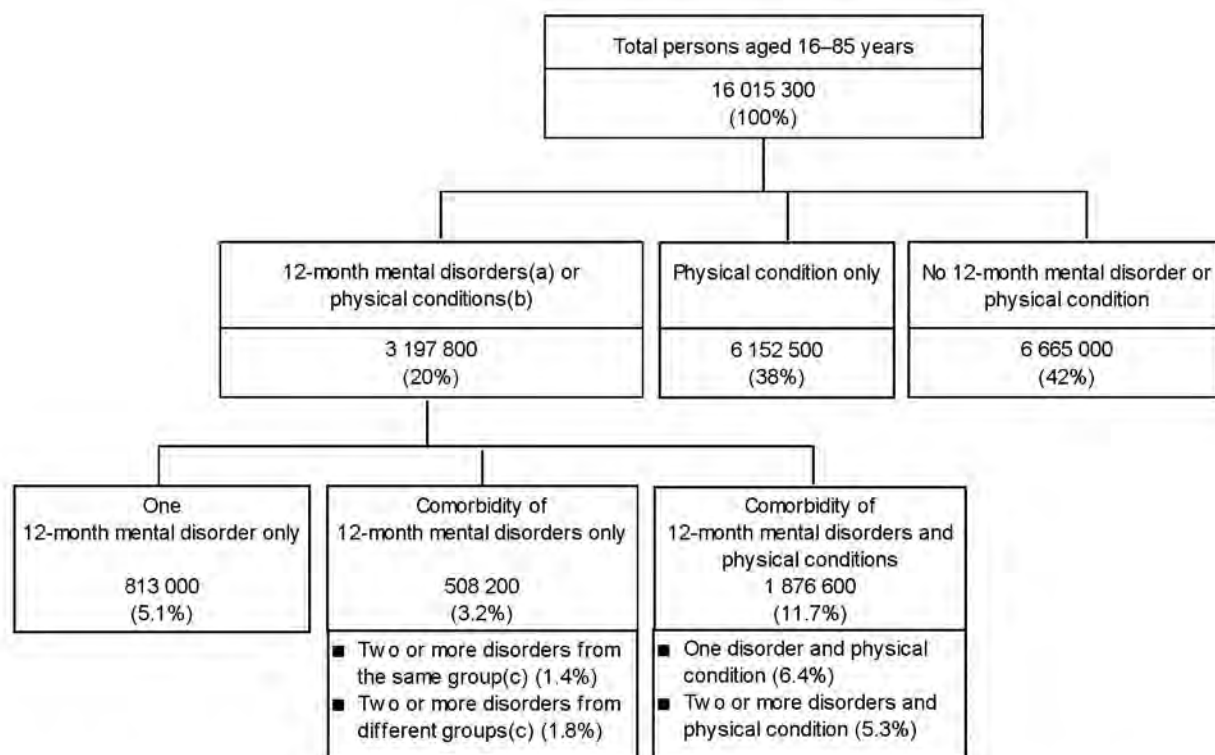 Total persons aged 16–85 years
16 015 300
(100%)
12-month mental disorders(a) or
physical conditions(b)
3 197 800
(20%)
Physical condition only
6 152 500
(38%)
No 12-month mental disorder or
physical condition
6 665 000
(42%)
One
12-month mental disorder only
813 000
(5.1%)
Comorbidity of
12-month mental disorders only
508 200
(3.2%)
■ Two or more disorders from
the same group(c) (1.4%)
■ Two or more disorders from
different groups(c) (1.8%)
Comorbidity of
12-month mental disorders and
physical conditions
1 876 600
(11.7%)
■ One disorder and physical
condition (6.4%)
■ Two or more disorders and
physical condition (5.3%)